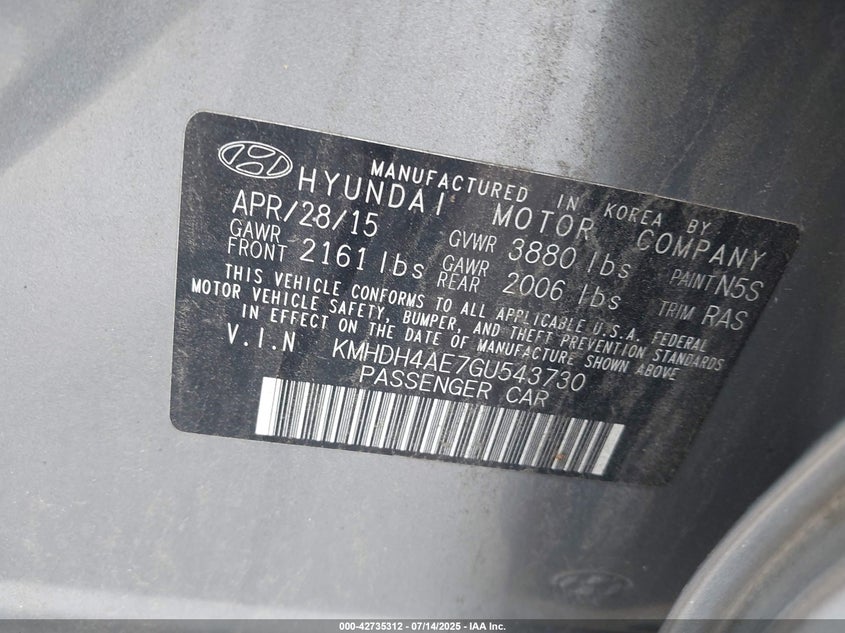 MANUFACTURED IN KOREA BY
HYUNDAI MOTOR COMPANY
APR/28/15 GVWR 3880 lbs PAINT N5S
GAWR FRONT 2161 lbs GAWR REAR 2006 lbs TRIM RAS
THIS VEHICLE CONFORMS TO ALL APPLICABLE U.S.A. FEDERAL
MOTOR VEHICLE SAFETY, BUMPER, AND THEFT PREVENTION STANDARDS
IN EFFECT ON THE DATE OF MANUFACTURE SHOWN ABOVE
V.I.N KMHDH4AE7GU543730
PASSENGER CAR
000-42735312 - 07/14/2025 - IAA Inc.